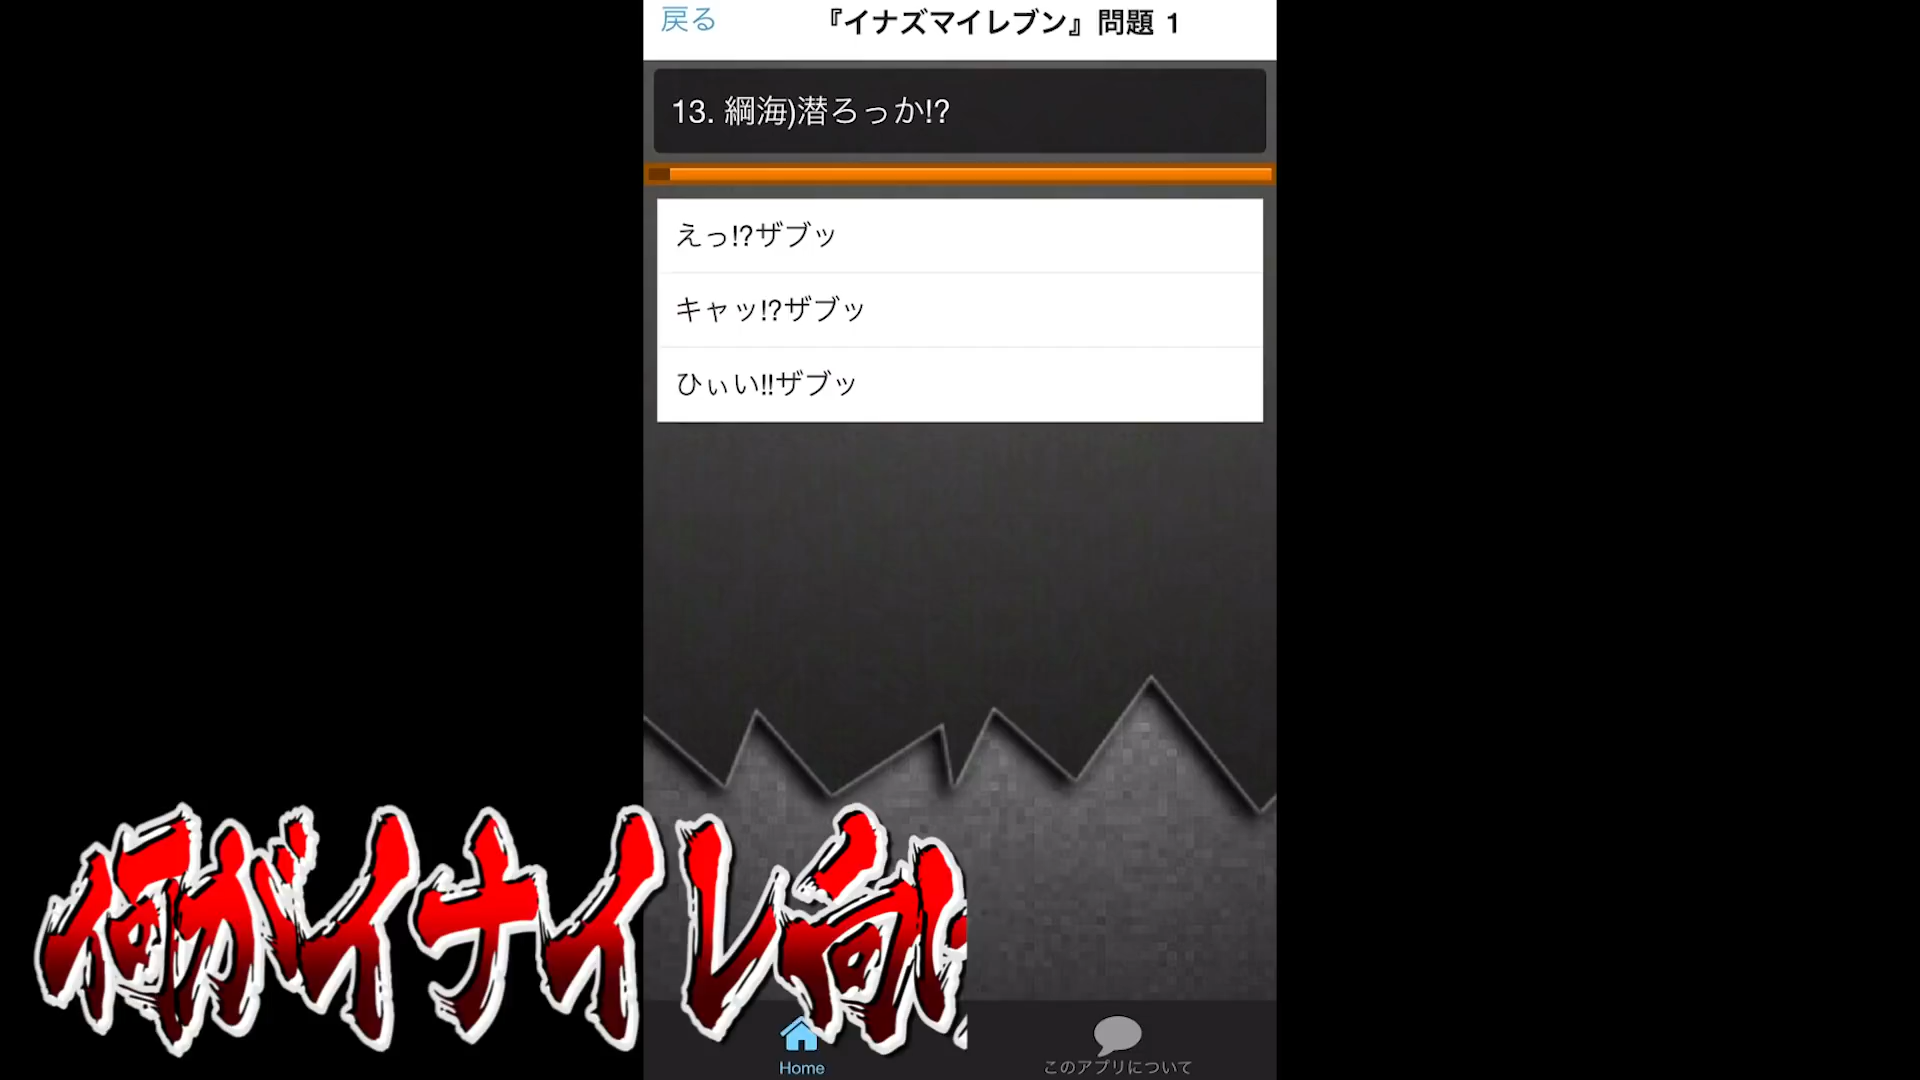 戻る
『イナズマイレブン』問題 1
13. 綱海)潜ろっか!?
えっ!?ザブッ
キャッ!?ザブッ
ひぃい!!ザブッ
何がイナイレ向
Home
このアプリについて